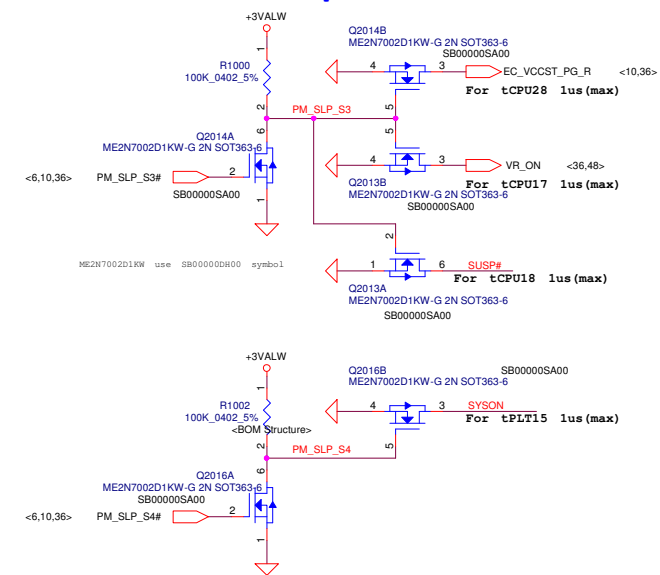 +3VALW
1
R1000
100K_0402_5%
2
PM_SLP_S3
6
Q2014A
ME2N7002D1KW-G 2N SOT363-6
<6,10,36> PM_SLP_S3# 2
SB00000SA00
1
Q2014B
ME2N7002D1KW-G 2N SOT363-6
SB00000SA00
4 3 EC_VCCST_PG_R <10,36>
For tCPU28 1us(max)
5
5
4 3 VR_ON <36,48>
Q2013B For tCPU17 1us(max)
ME2N7002D1KW-G 2N SOT363-6
SB00000SA00
2
ME2N7002D1KW use SB00000DH00 symbol
1 6 SUSP#
For tCPU18 1us(max)
Q2013A
ME2N7002D1KW-G 2N SOT363-6
SB00000SA00
+3VALW
1
R1002
100K_0402_5%
<BOM Structure>
2
PM_SLP_S4
6
Q2016A
ME2N7002D1KW-G 2N SOT363-6
SB00000SA00
<6,10,36> PM_SLP_S4# 2
1
Q2016B SB00000SA00
ME2N7002D1KW-G 2N SOT363-6
4 3 SYSON
For tPLT15 1us(max)
5